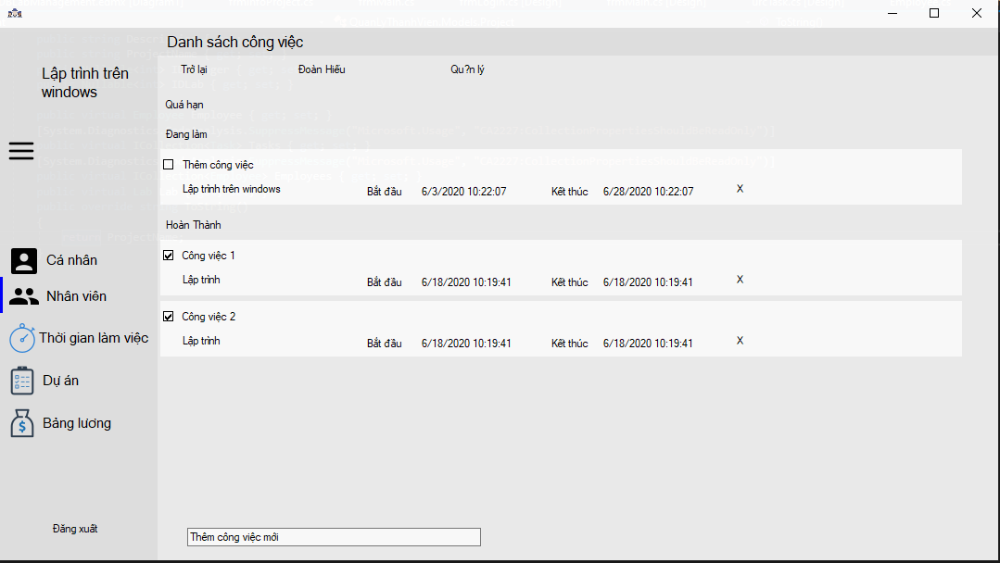 Danh sách công việc
Lập trình trên
windows
Trở lại Đoàn Hiếu Qu?n lý
Quá hạn
Đang làm
Thêm công việc
Lập trình trên windows Bắt đầu 6/3/2020 10:22:07 Kết thúc 6/28/2020 10:22:07 X
Hoàn Thành
Công việc 1
Lập trình Bắt đầu 6/18/2020 10:19:41 Kết thúc 6/18/2020 10:19:41 X
Công việc 2
Lập trình Bắt đầu 6/18/2020 10:19:41 Kết thúc 6/18/2020 10:19:41 X
Cá nhân
Nhân viên
Thời gian làm việc
Dự án
Bảng lương
Đăng xuất
Thêm công việc mới